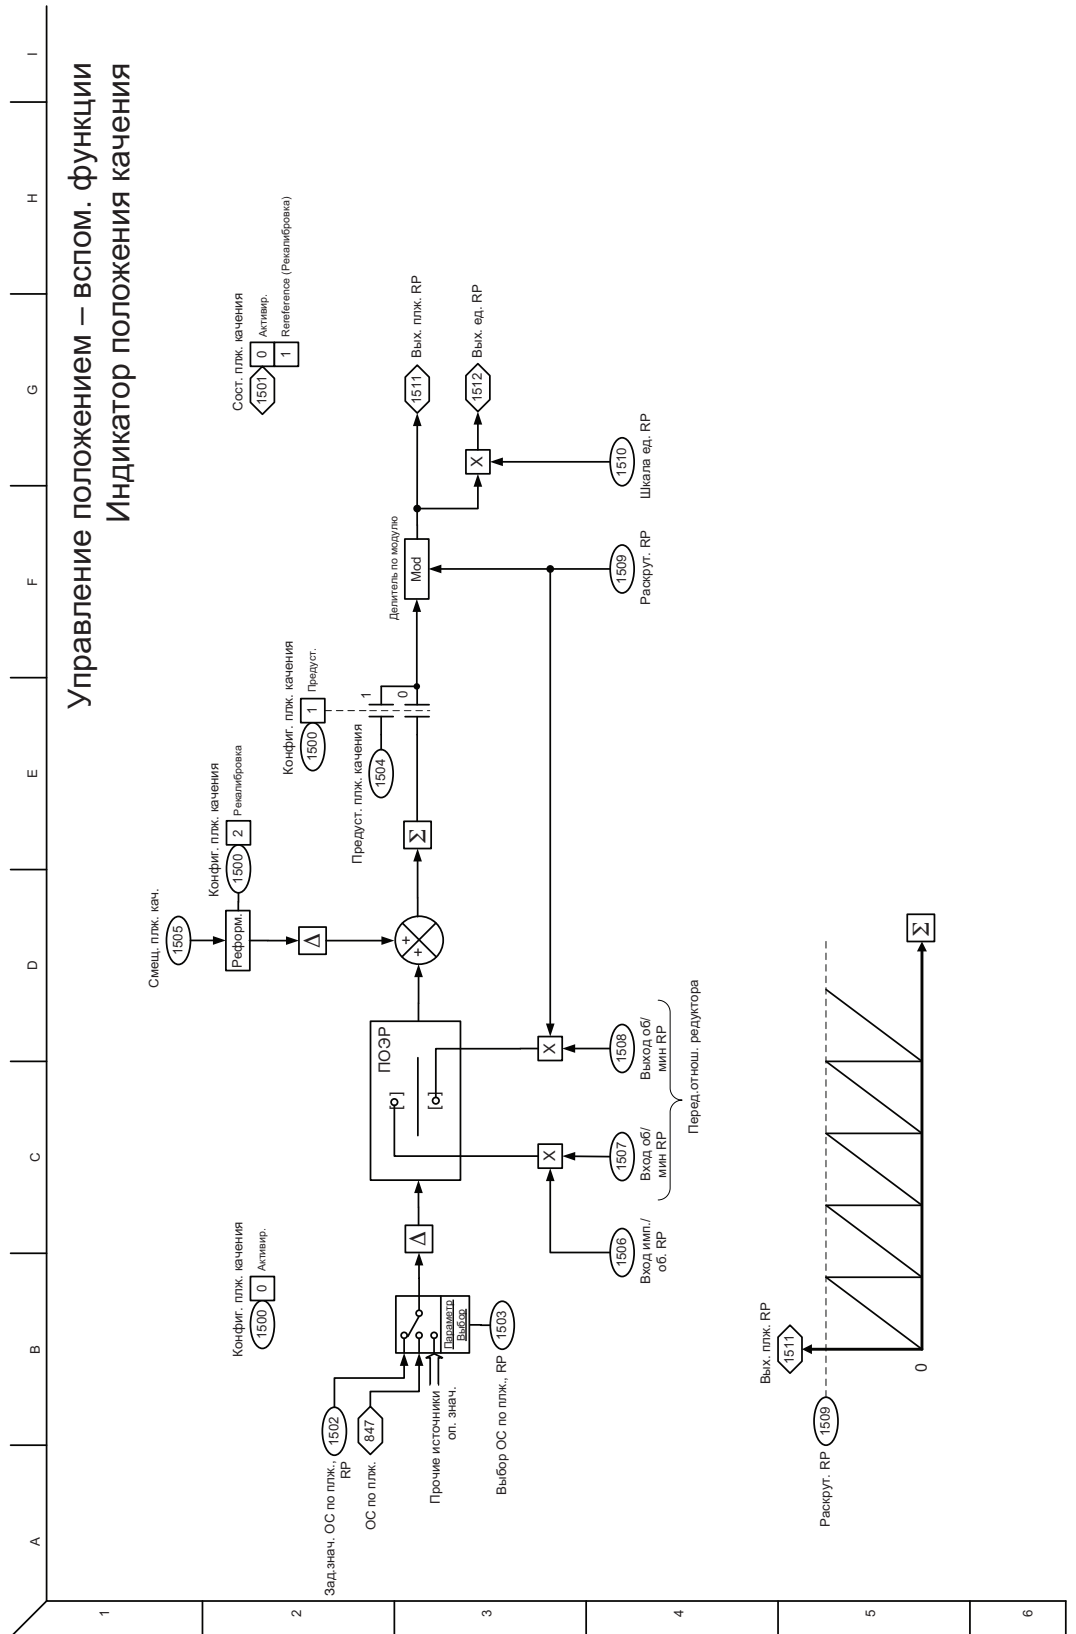 A
B
C
D
E
F
G
H
I
1
2
3
4
5
6
Управление положением – вспом. функции
Индикатор положения качения
Смещ. плж. кач.
1505
Конфиг. плж. качения
1500
2
Рекалибровка
Реформ.
Δ
Сост. плж. качения
1501
0
Активир.
1
Rereference (Рекалибровка)
Конфиг. плж. качения
1500
0
Активир.
Конфиг. плж. качения
1500
1
Предуст.
Предуст. плж. качения
1504
1
0
Зад.знач. ОС по плж.,
RP
1502
ОС по плж.
847
Прочие источники
оп. знач.
Параметр
Выбор
Выбор ОС по плж., RP
1503
Δ
ПОЭР
[ ]
[ ]
+
+
Σ
Делитель по модулю
Mod
1511
Вых. плж. RP
X
1512
Вых. ед. RP
X
X
1506
Вход имп./
об. RP
1507
Вход об/
мин RP
1508
Выход об/
мин RP
Перед.отнош. редуктора
1509
Раскрут. RP
1510
Шкала ед. RP
Вых. плж. RP
1511
Раскрут. RP
1509
0
Σ